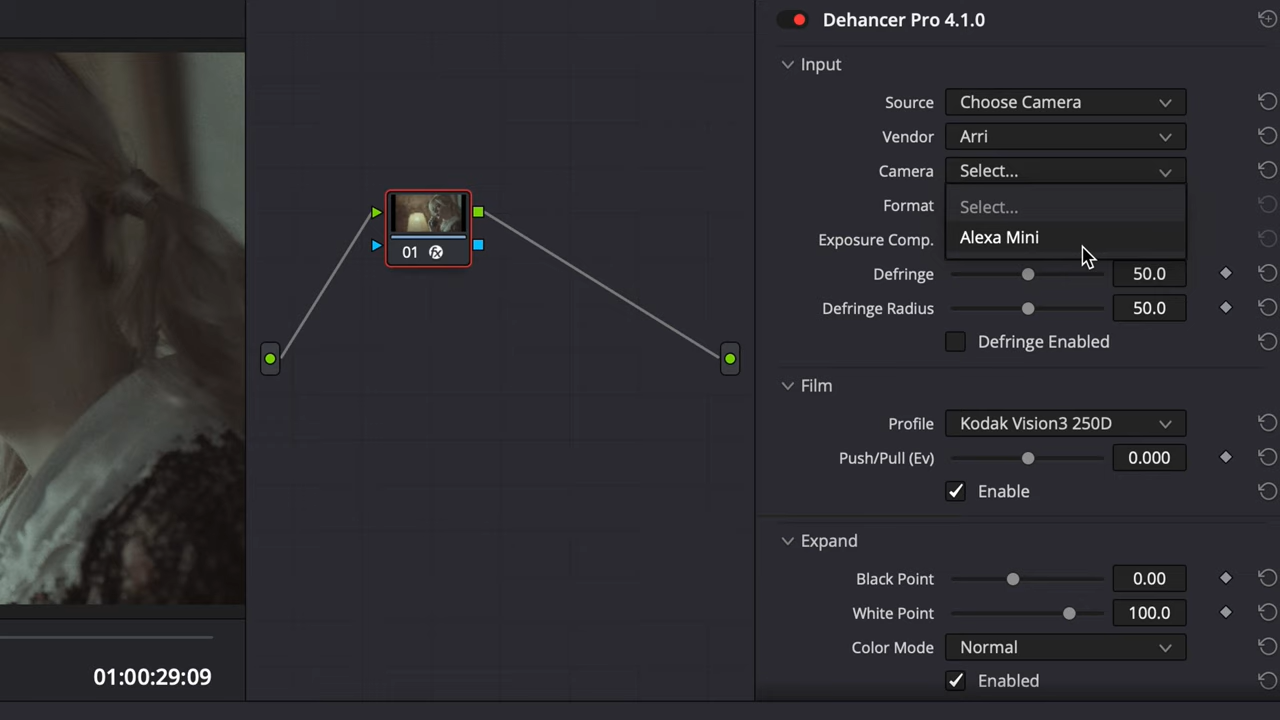 Dehancer Pro 4.1.0
Input
Source Choose Camera
Vendor Arri
Camera Select...
Select...
Format
Alexa Mini
Exposure Comp.
Defringe 50.0
Defringe Radius 50.0
Defringe Enabled
Film
Profile Kodak Vision3 250D
Push/Pull (Ev) 0.000
Enable
Expand
Black Point 0.00
White Point 100.0
Color Mode Normal
Enabled
01
01:00:29:09